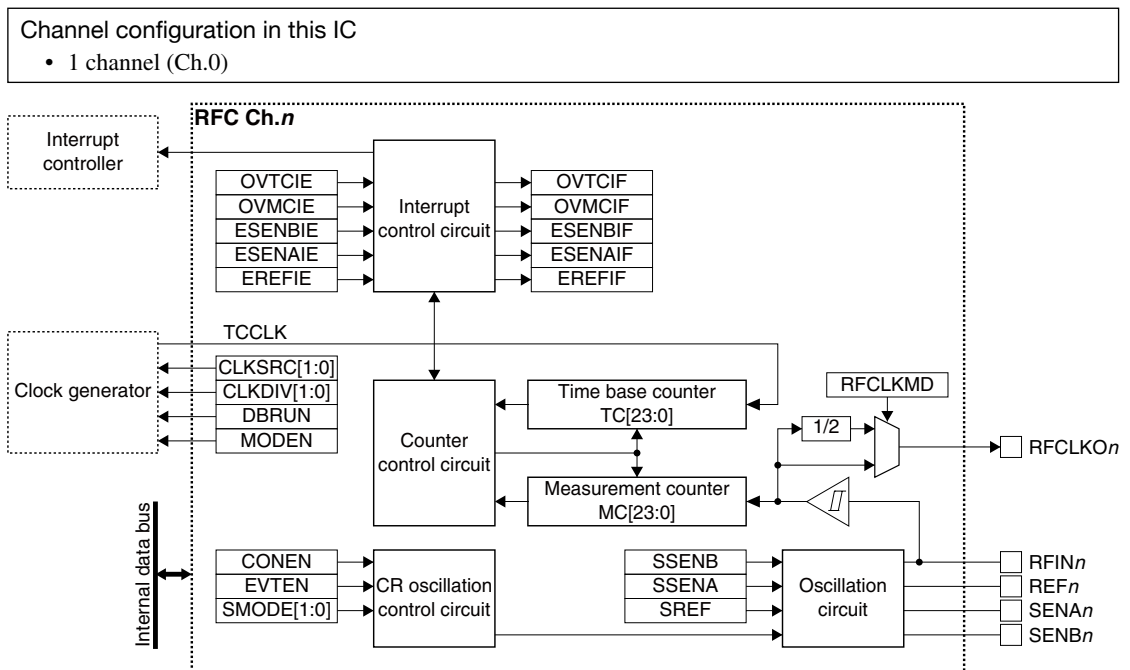 Channel configuration in this IC
• 1 channel (Ch.0)
RFC Ch.n
Interrupt
controller
OVTCIE
OVMCIE
ESENBIE
ESENAIE
EREFIE
Interrupt
control circuit
OVTCIF
OVMCIF
ESENBIF
ESENAIF
EREFIF
TCCLK
Clock generator
CLKSRC[1:0]
CLKDIV[1:0]
DBRUN
MODEN
Counter
control circuit
Time base counter
TC[23:0]
Measurement counter
MC[23:0]
RFCLKMD
1/2
RFCLKOn
Internal data bus
CONEN
EVTEN
SMODE[1:0]
CR oscillation
control circuit
SSENB
SSENA
SREF
Oscillation
circuit
RFINn
REFn
SENAn
SENBn